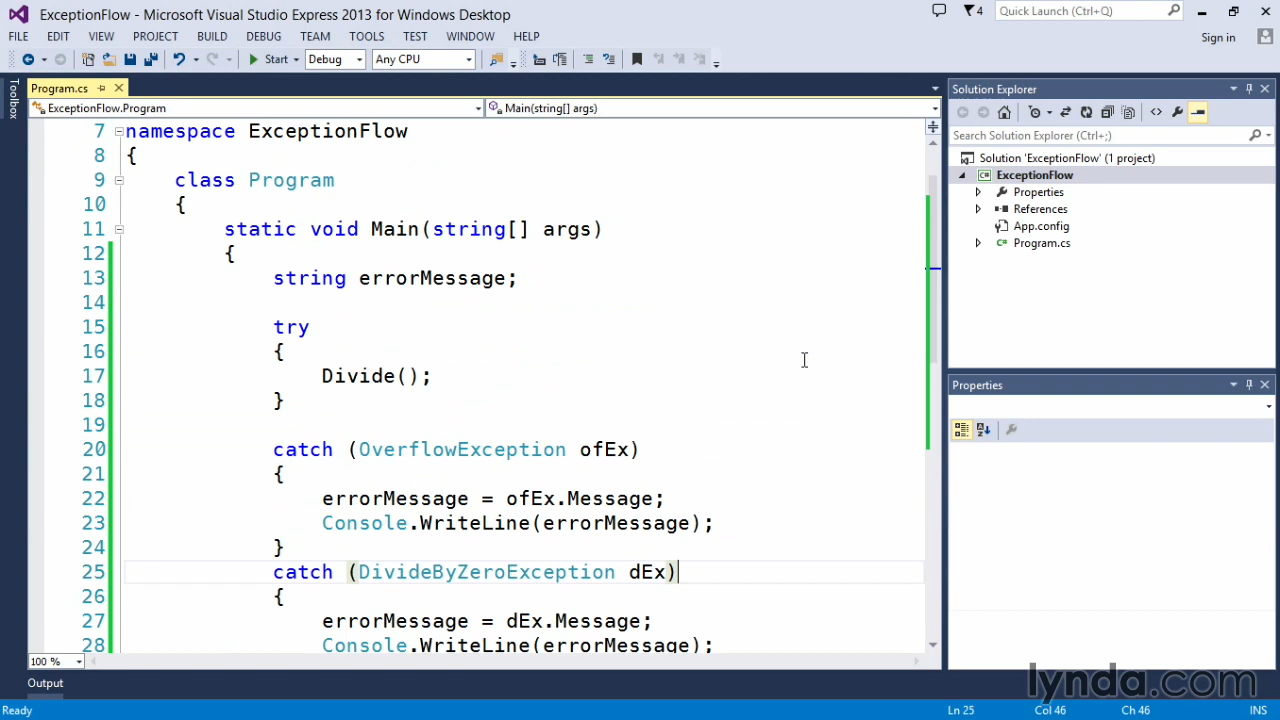 ExceptionFlow - Microsoft Visual Studio Express 2013 for Windows Desktop
4
Quick Launch (Ctrl+Q)
FILE EDIT VIEW PROJECT BUILD DEBUG TEAM TOOLS TEST WINDOW HELP
Sign in
Start Debug Any CPU
Toolbox
Program.cs
ExceptionFlow.Program
Main(string[] args)
7 namespace ExceptionFlow
8 {
9 class Program
10 {
11 static void Main(string[] args)
12 {
13 string errorMessage;
14
15 try
16 {
17 Divide();
18 }
19
20 catch (OverflowException ofEx)
21 {
22 errorMessage = ofEx.Message;
23 Console.WriteLine(errorMessage);
24 }
25 catch (DivideByZeroException dEx)
26 {
27 errorMessage = dEx.Message;
28 Console.WriteLine(errorMessage);
100 %
Solution Explorer
Search Solution Explorer (Ctrl+;)
Solution 'ExceptionFlow' (1 project)
C# ExceptionFlow
Properties
References
App.config
C# Program.cs
Properties
Output
lynda.com
Ready
Ln 25
Col 46
Ch 46
INS